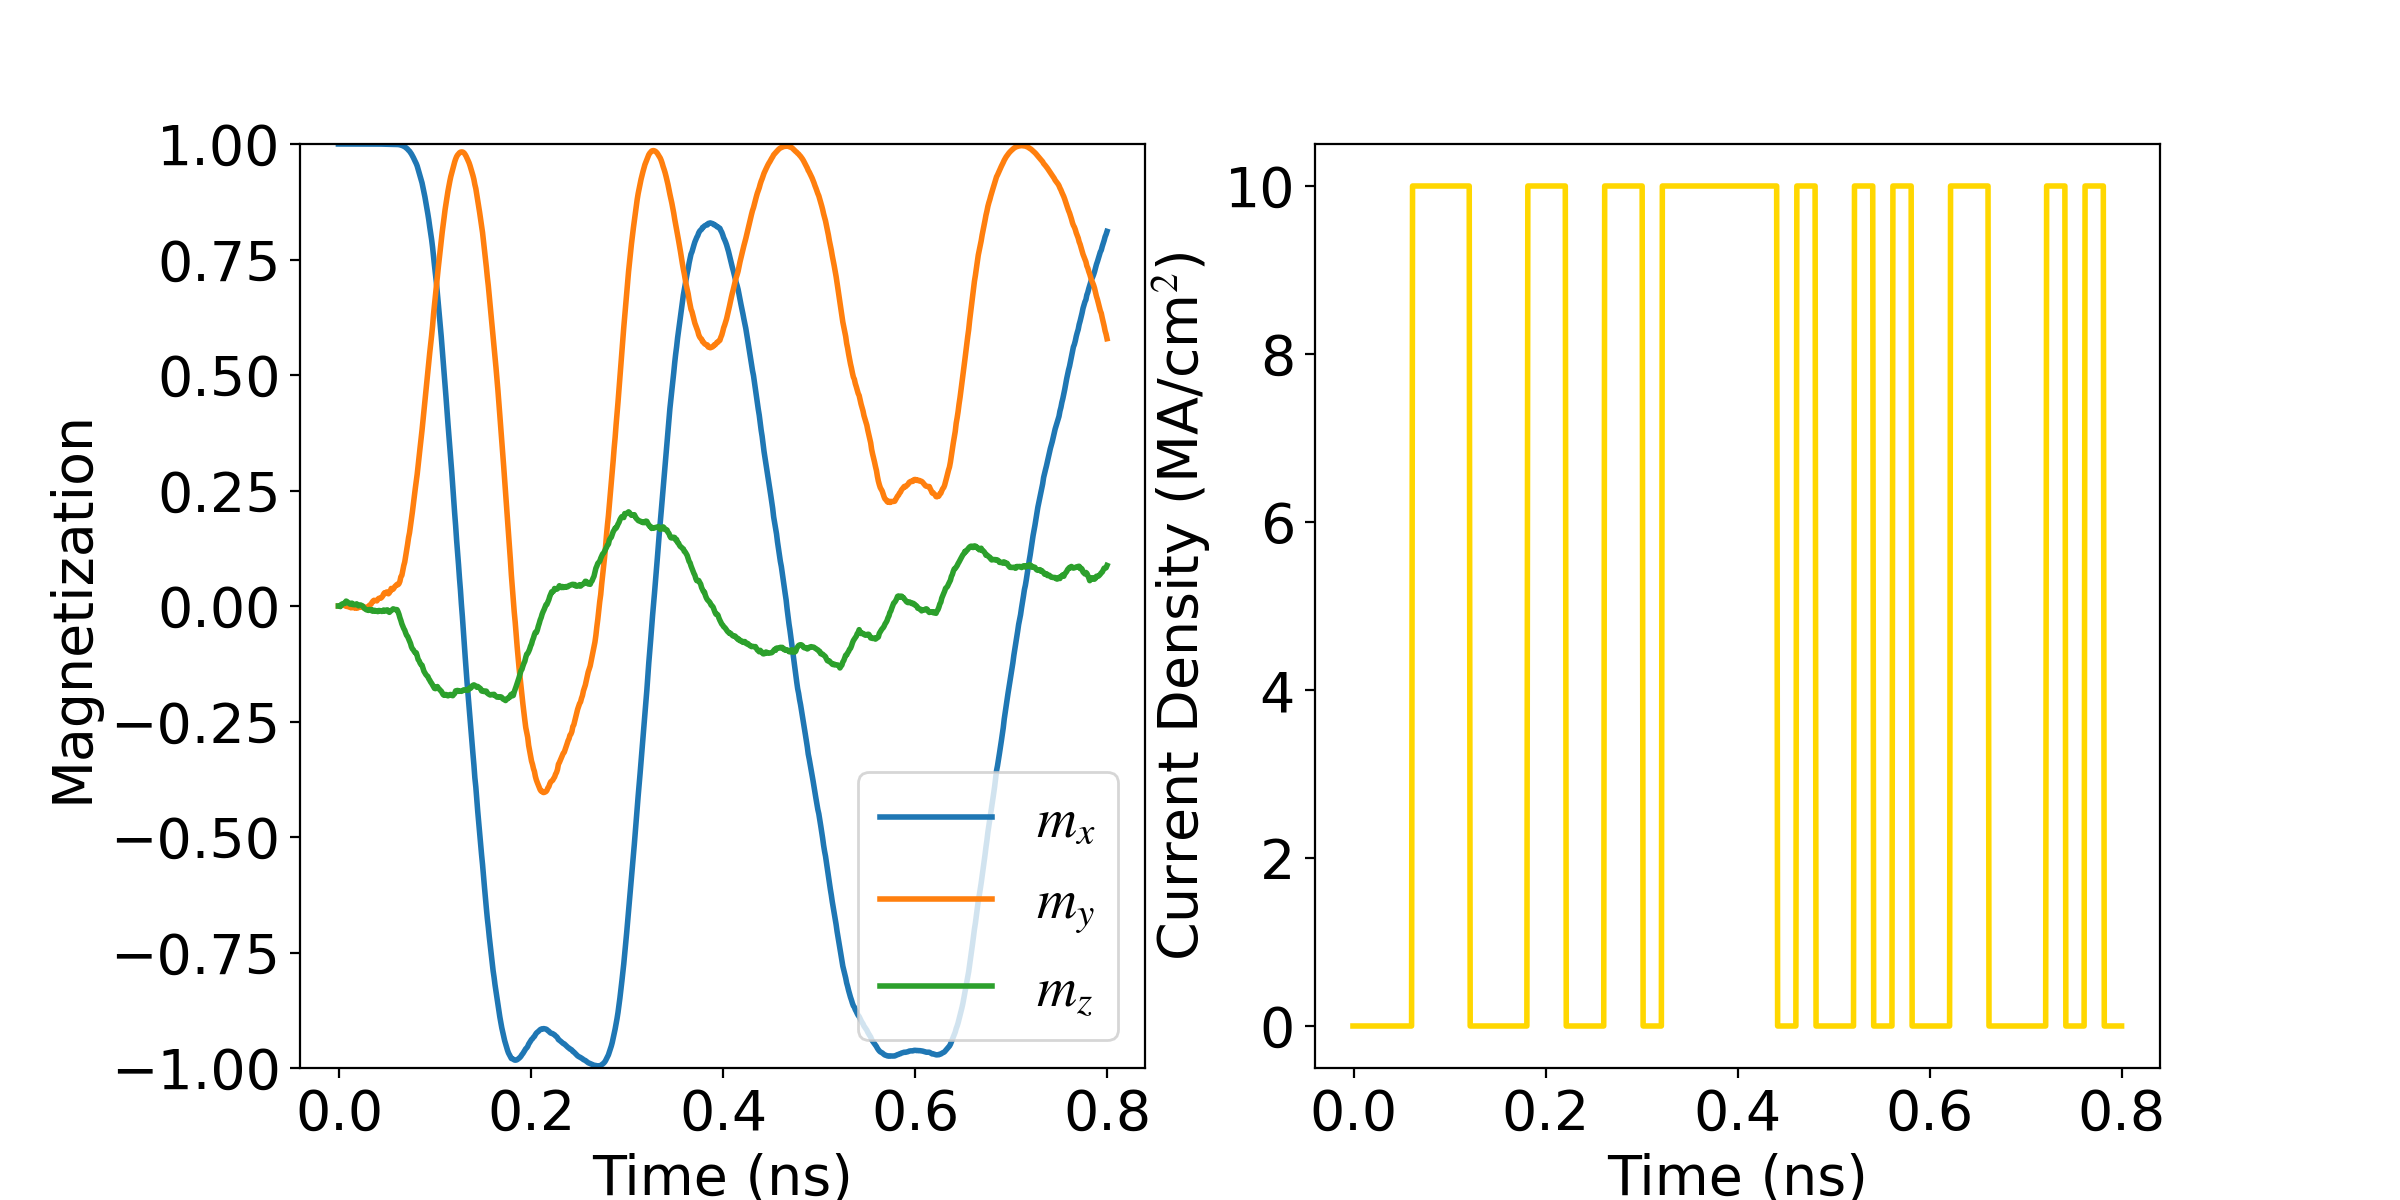 1.00
0.75
0.50
0.25
0.00
−0.25
−0.50
−0.75
−1.00
Magnetization
0.0 0.2 0.4 0.6 0.8
Time (ns)
m_x
m_y
m_z
10
8
6
4
2
0
Current Density (MA/cm²)
0.0 0.2 0.4 0.6 0.8
Time (ns)